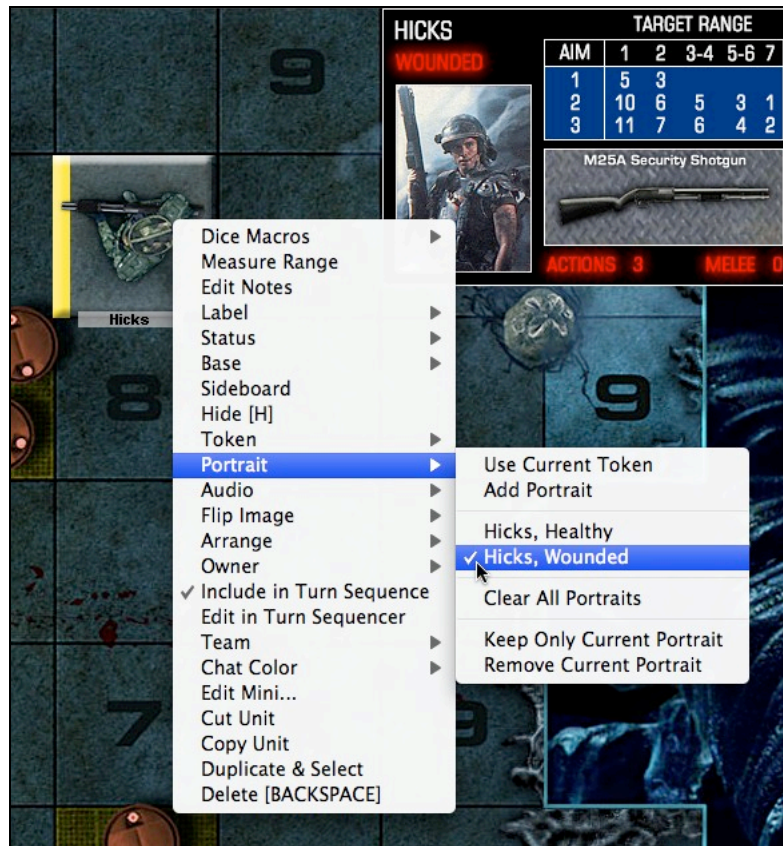 9
HICKS
WOUNDED
TARGET RANGE
AIM 1 2 3-4 5-6 7
1 5 3
2 10 6 5 3 1
3 11 7 6 4 2
M25A Security Shotgun
ACTIONS 3 MELEE 0
Hicks
8
9
7
9
Dice Macros
Measure Range
Edit Notes
Label
Status
Base
Sideboard
Hide [H]
Token
Portrait
Audio
Flip Image
Arrange
Owner
✓ Include in Turn Sequence
Edit in Turn Sequencer
Team
Chat Color
Edit Mini...
Cut Unit
Copy Unit
Duplicate & Select
Delete [BACKSPACE]
Use Current Token
Add Portrait
Hicks, Healthy
✓ Hicks, Wounded
Clear All Portraits
Keep Only Current Portrait
Remove Current Portrait